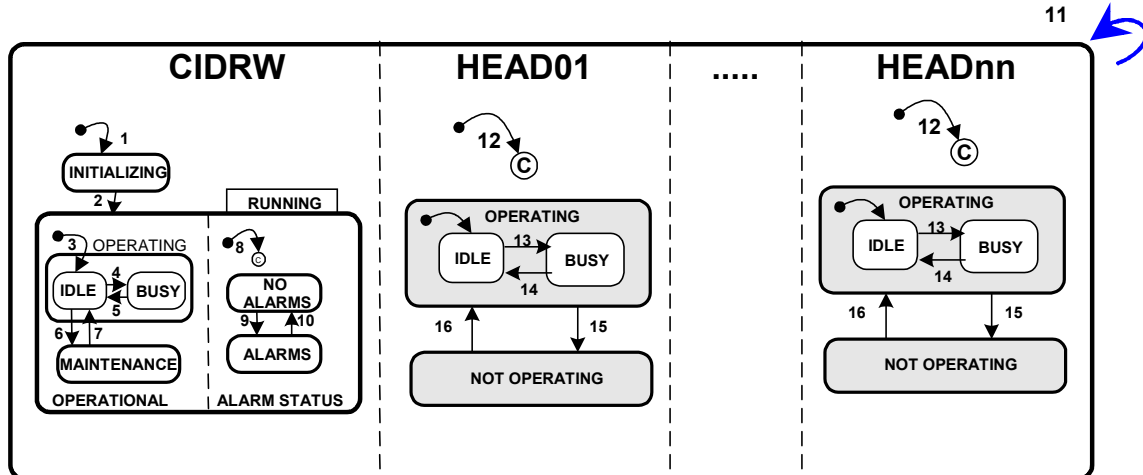 11
CIDRW
HEAD01
.....
HEADnn
1
INITIALIZING
2
RUNNING
3
OPERATING
IDLE
4
BUSY
5
6
7
MAINTENANCE
OPERATIONAL
8
C
NO
ALARMS
9
10
ALARMS
ALARM STATUS
12
C
OPERATING
IDLE
13
BUSY
14
16
15
NOT OPERATING
12
C
OPERATING
IDLE
13
BUSY
14
16
15
NOT OPERATING